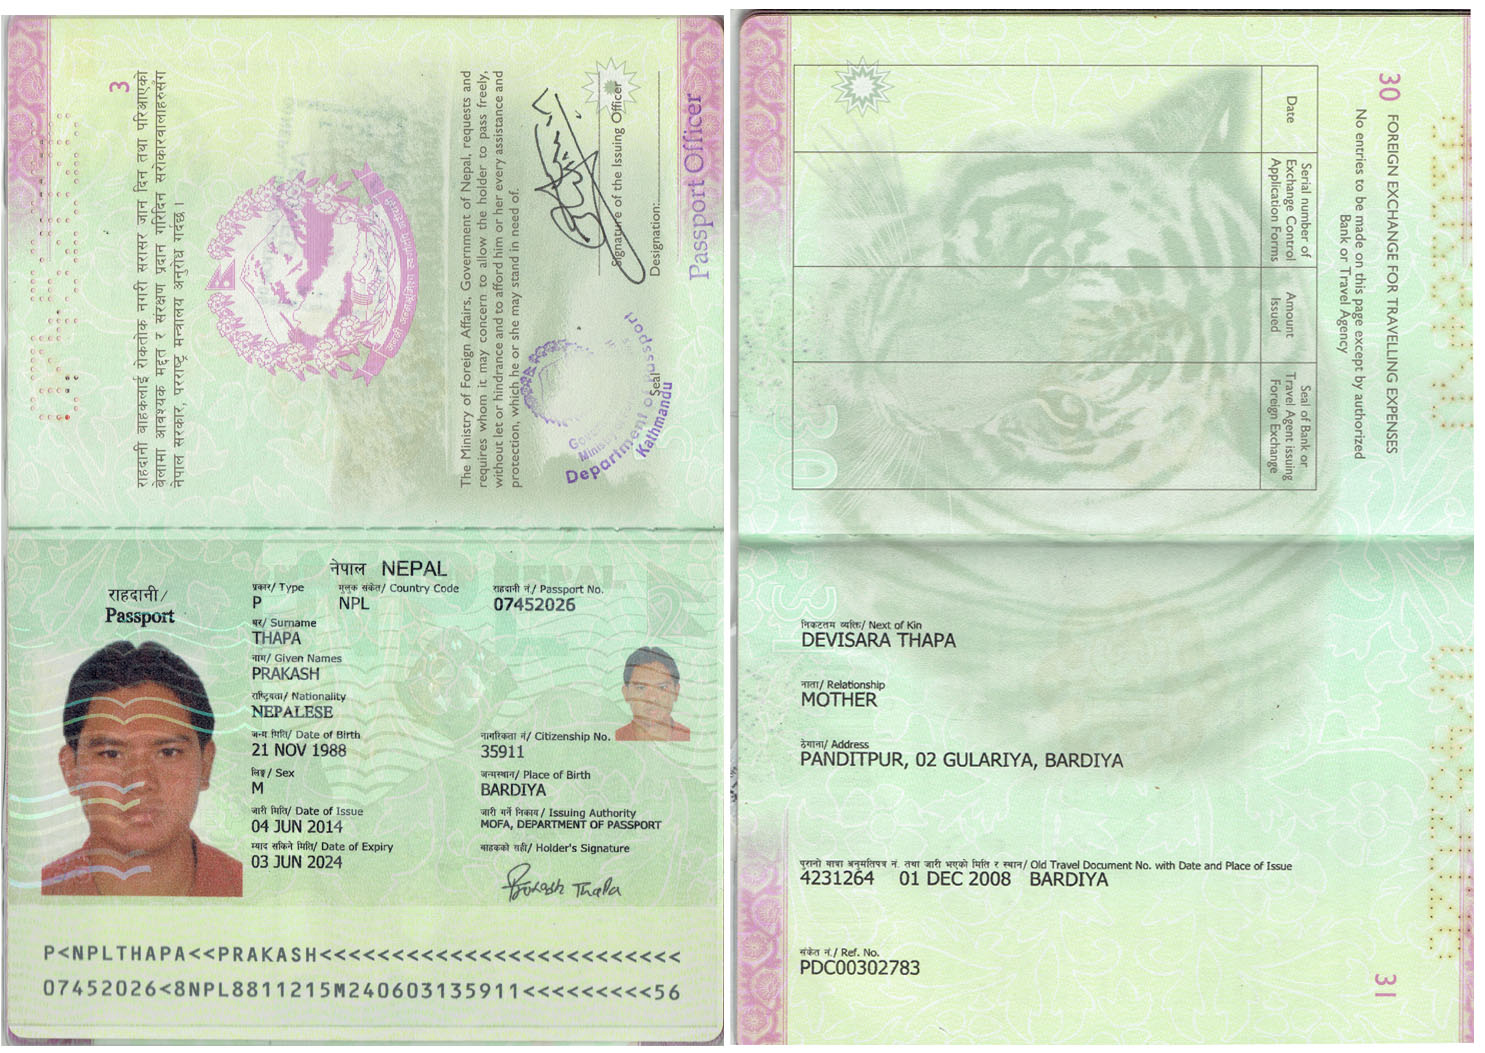 3
राहदानी बाहकलाई रोकतोक नगरी सरासर जान दिन तथा परिआएको
बेलामा आवश्यक मद्दत र संरक्षण प्रदान गरिदिन सरोकारवालाहरुसँग
नेपाल सरकार, परराष्ट्र मन्त्रालय अनुरोध गर्दछ ।
The Ministry of Foreign Affairs, Government of Nepal, requests and
requires whom it may concern to allow the holder to pass freely,
without let or hindrance and to afford him or her every assistance and
protection, which he or she may stand in need of.
Signature of the Issuing Officer
Designation:
Passport Officer
Seal
Department of Passport
Kathmandu
राहदानी/
Passport
नेपाल NEPAL
प्रकार/ Type
मुलुक संकेत/ Country Code
राहदानी नं/ Passport No.
P
NPL
07452026
थर/ Surname
THAPA
नाम/ Given Names
PRAKASH
राष्ट्रियता/ Nationality
NEPALESE
जन्म मिति/ Date of Birth
नागरिकता नं/ Citizenship No.
21 NOV 1988
35911
लिङ्ग/ Sex
जन्मस्थान/ Place of Birth
M
BARDIYA
जारी मिति/ Date of Issue
जारी गर्ने निकाय/ Issuing Authority
04 JUN 2014
MOFA, DEPARTMENT OF PASSPORT
म्याद सकिने मिति/ Date of Expiry
वाहकको सही/ Holder's Signature
03 JUN 2024
Prakash Thapa
P<NPLTHAPA<<PRAKASH<<<<<<<<<<<<<<<<<<<<<<<<<
07452026<8NPL8811215M240603135911<<<<<<<<<56
30
FOREIGN EXCHANGE FOR TRAVELLING EXPENSES
No entries to be made on this page except by authorized
Bank or Travel Agency
Date
Serial number of
Exchange Control
Application Forms
Amount
Issued
Seal of Bank or
Travel Agent issuing
Foreign Exchange
30
निकटतम व्यक्ति/ Next of Kin
DEVISARA THAPA
नाता/ Relationship
MOTHER
ठेगाना/ Address
PANDITPUR, 02 GULARIYA, BARDIYA
पुरानो यात्रा अनुमतिपत्र नं. तथा जारी भएको मिति र स्थान/ Old Travel Document No. with Date and Place of Issue
4231264 01 DEC 2008 BARDIYA
संकेत नं./ Ref. No.
PDC00302783
31